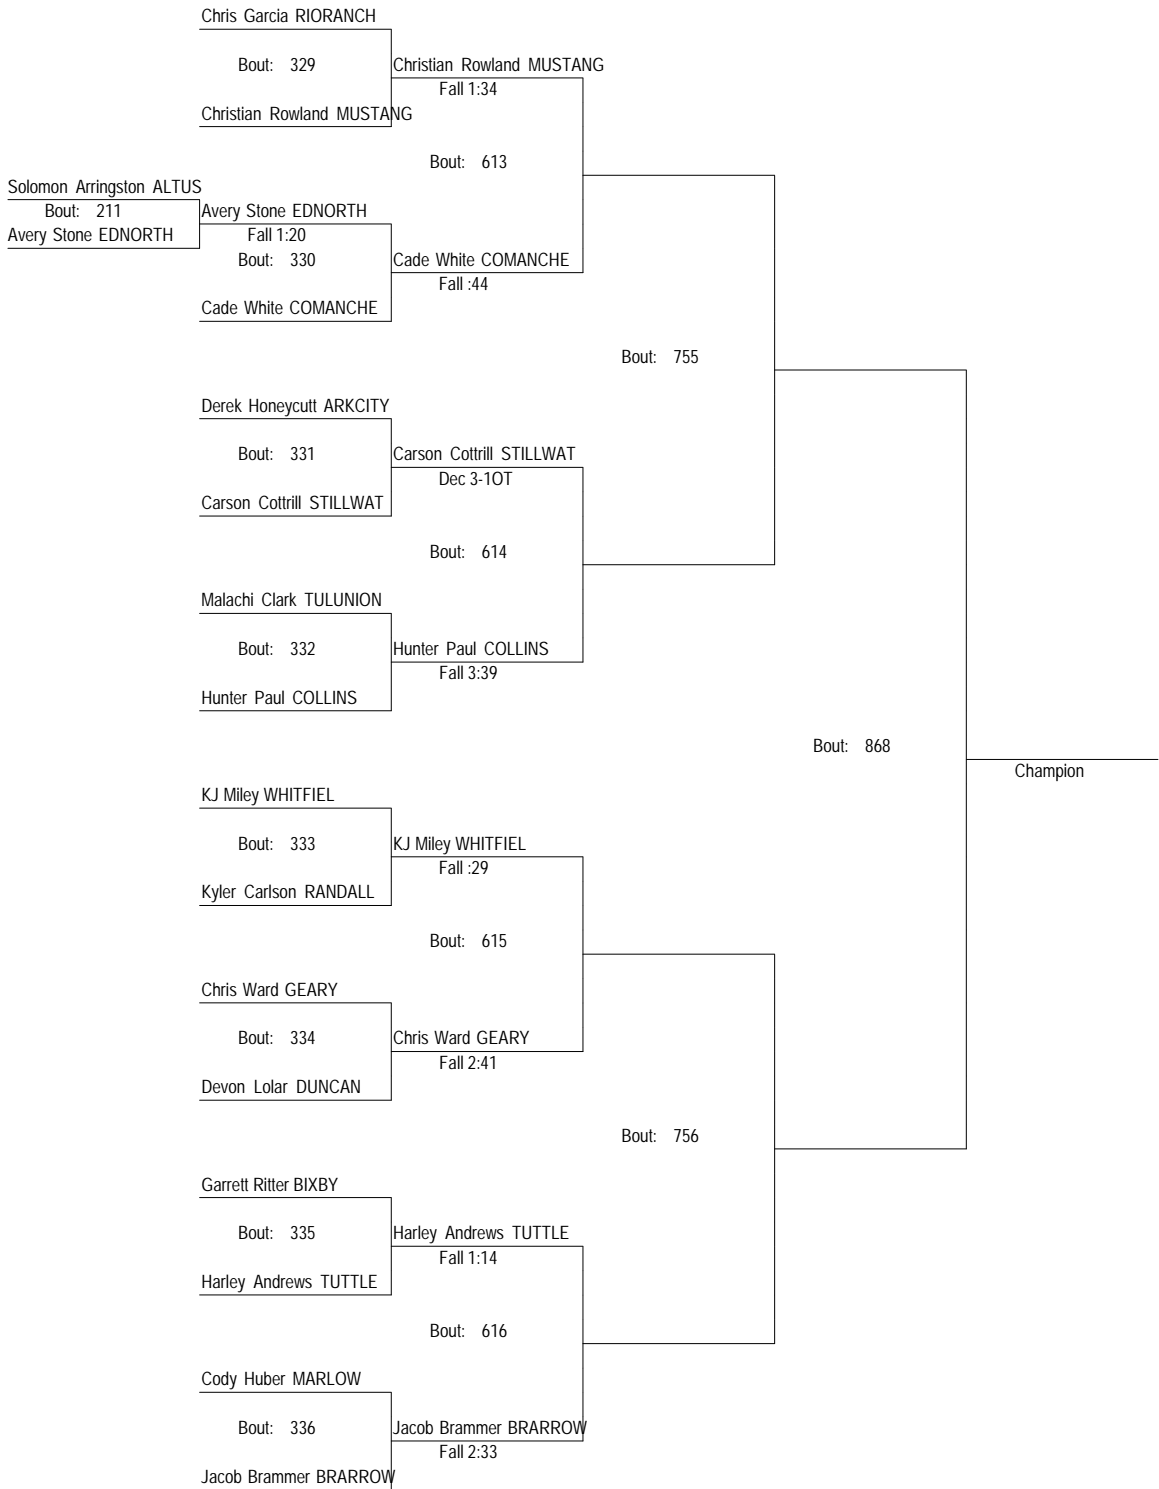 Chris Garcia RIORANCH
Bout: 329
Christian Rowland MUSTANG
Fall 1:34
Christian Rowland MUSTANG
Bout: 613
Solomon Arringston ALTUS
Bout: 211
Avery Stone EDNORTH
Avery Stone EDNORTH
Fall 1:20
Bout: 330
Cade White COMANCHE
Fall :44
Cade White COMANCHE
Bout: 755
Derek Honeycutt ARKCITY
Bout: 331
Carson Cottrill STILLWAT
Dec 3-1OT
Carson Cottrill STILLWAT
Bout: 614
Malachi Clark TULUNION
Bout: 332
Hunter Paul COLLINS
Fall 3:39
Hunter Paul COLLINS
Bout: 868
Champion
KJ Miley WHITFIEL
Bout: 333
KJ Miley WHITFIEL
Fall :29
Kyler Carlson RANDALL
Bout: 615
Chris Ward GEARY
Bout: 334
Chris Ward GEARY
Fall 2:41
Devon Lolar DUNCAN
Bout: 756
Garrett Ritter BIXBY
Bout: 335
Harley Andrews TUTTLE
Fall 1:14
Harley Andrews TUTTLE
Bout: 616
Cody Huber MARLOW
Bout: 336
Jacob Brammer BRARROW
Fall 2:33
Jacob Brammer BRARROW